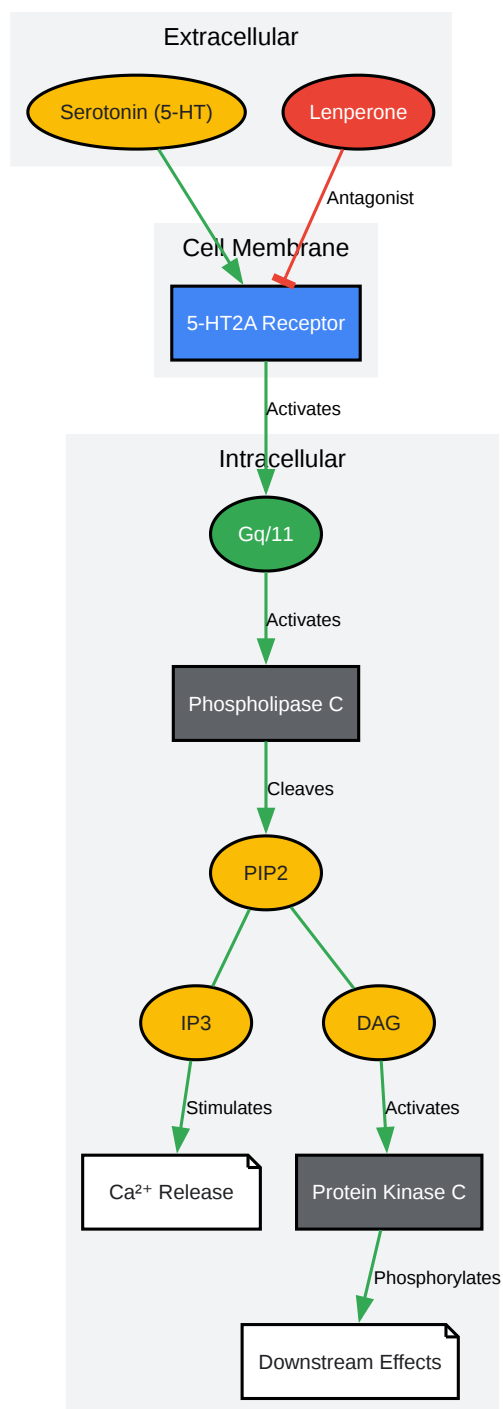 Extracellular
Serotonin (5-HT)
Lenperone
Antagonist
Cell Membrane
5-HT2A Receptor
Activates
Intracellular
Gq/11
Activates
Phospholipase C
Cleaves
PIP2
IP3
DAG
Stimulates
Activates
Ca²⁺ Release
Protein Kinase C
Phosphorylates
Downstream Effects